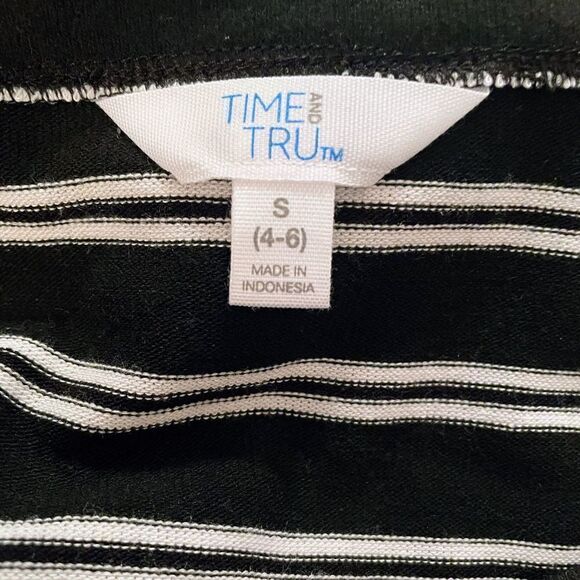 TIME AND
TRU™
S
(4-6)
MADE IN
INDONESIA